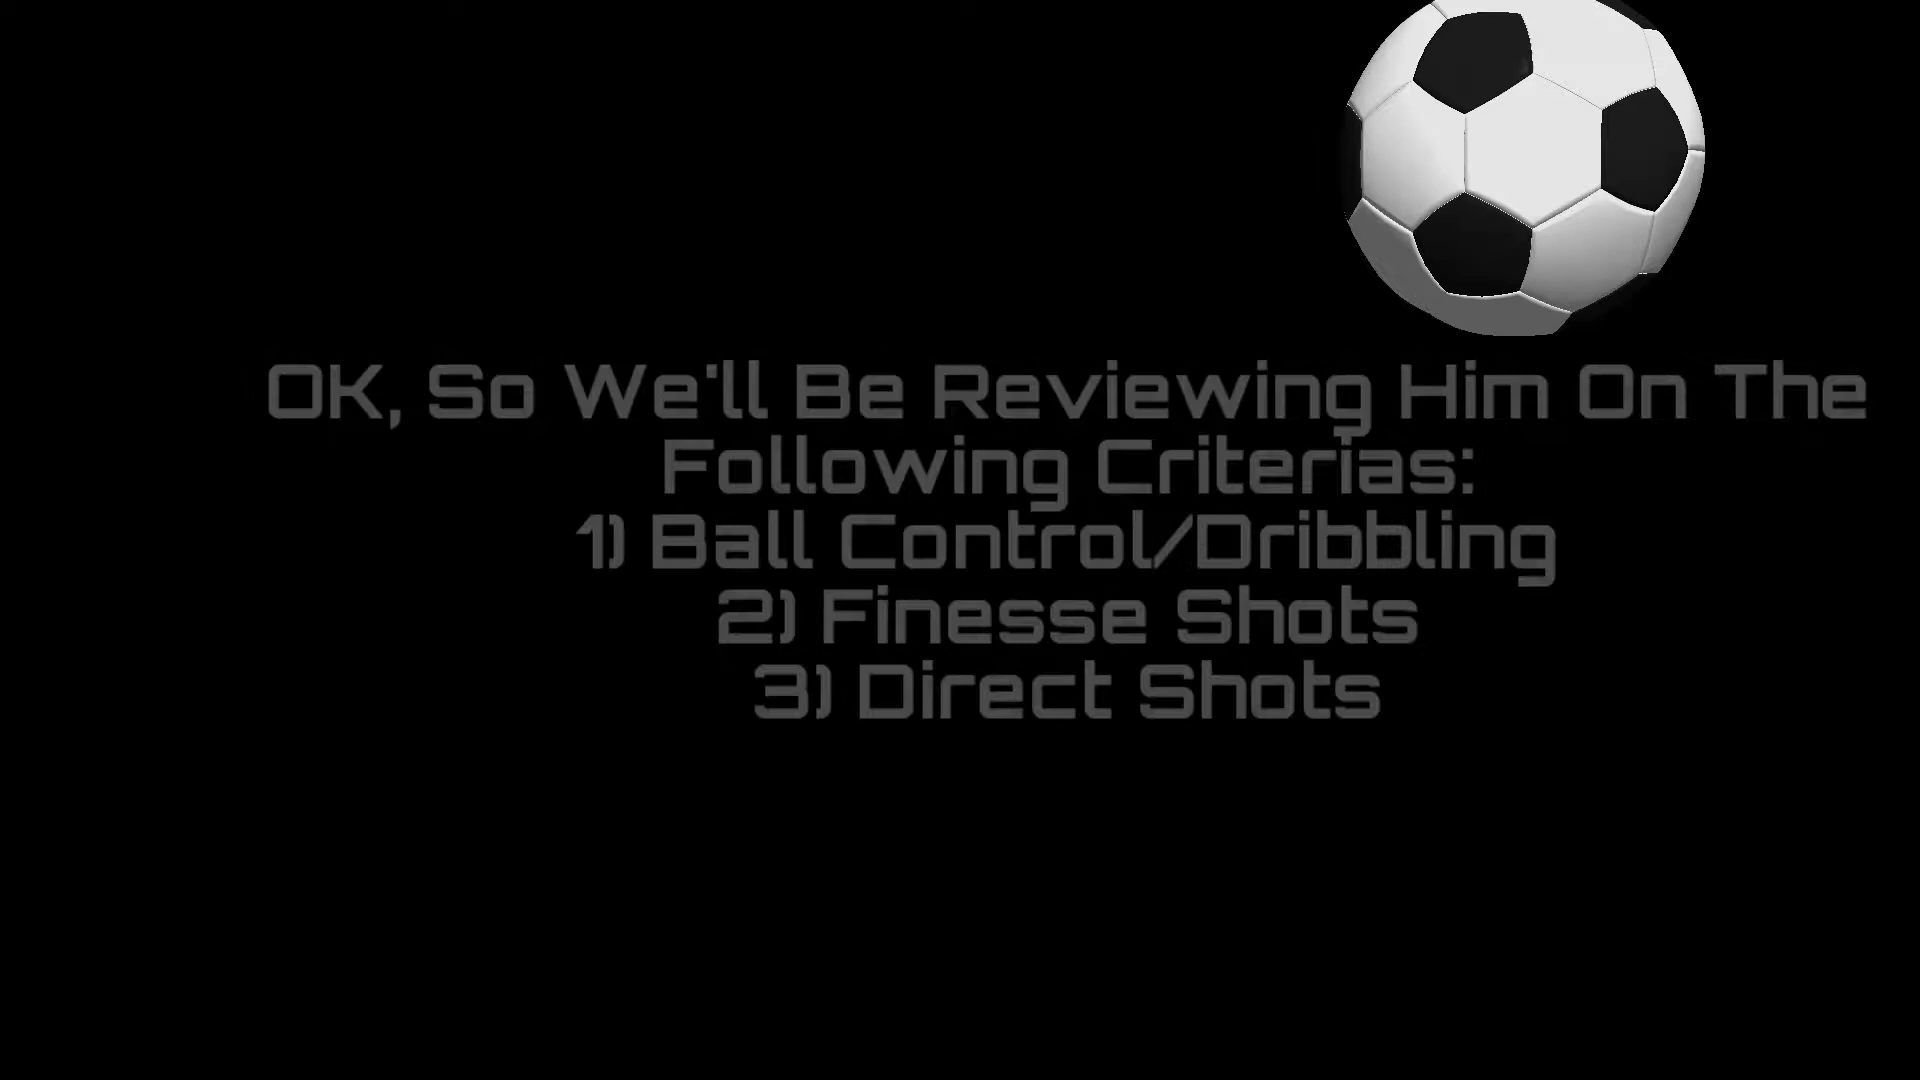 OK, So We'll Be Reviewing Him On The
Following Criterias:
1) Ball Control/Dribbling
2) Finesse Shots
3) Direct Shots